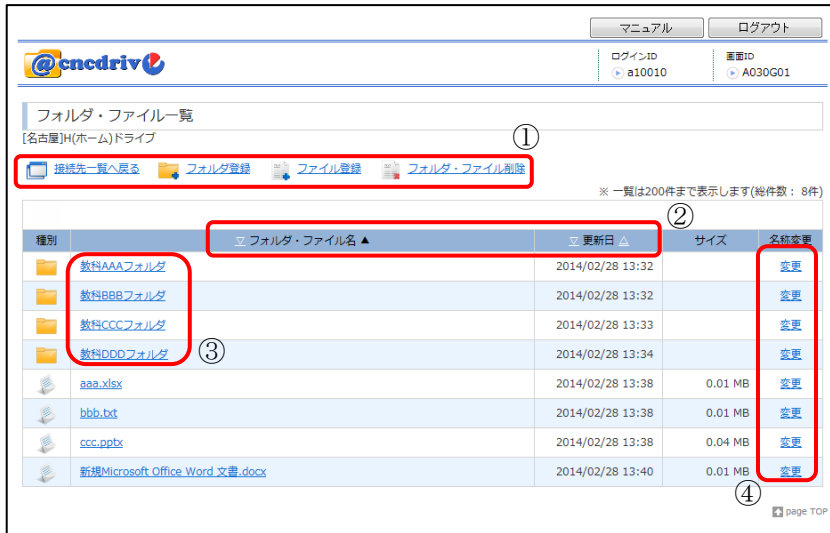 マニュアル ログアウト
@cncdrive
ログインID 画面ID
a10010 A030G01
フォルダ・ファイル一覧
[名古屋]H(ホーム)ドライブ
①
接続先一覧へ戻る フォルダ登録 ファイル登録 フォルダ・ファイル削除
※ 一覧は200件まで表示します(総件数： 8件)
②
種別 ▽ フォルダ・ファイル名 ▲ ▽ 更新日 △ サイズ 名称変更
教科AAAフォルダ 2014/02/28 13:32 変更
教科BBBフォルダ 2014/02/28 13:32 変更
教科CCCフォルダ 2014/02/28 13:33 変更
教科DDDフォルダ 2014/02/28 13:34 変更
③
aaa.xlsx 2014/02/28 13:38 0.01 MB 変更
bbb.txt 2014/02/28 13:38 0.01 MB 変更
ccc.pptx 2014/02/28 13:38 0.04 MB 変更
新規Microsoft Office Word 文書.docx 2014/02/28 13:40 0.01 MB 変更
④
page TOP